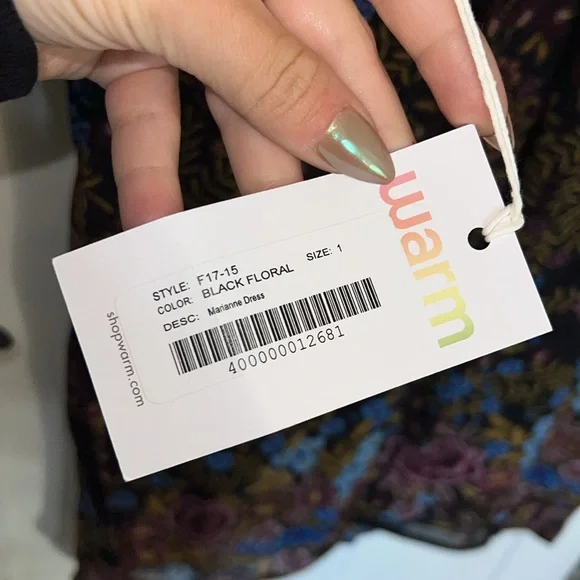 warm
STYLE: F17-15
COLOR: BLACK FLORAL SIZE: 1
DESC: Marianne Dress
400000012681
shopwarm.com